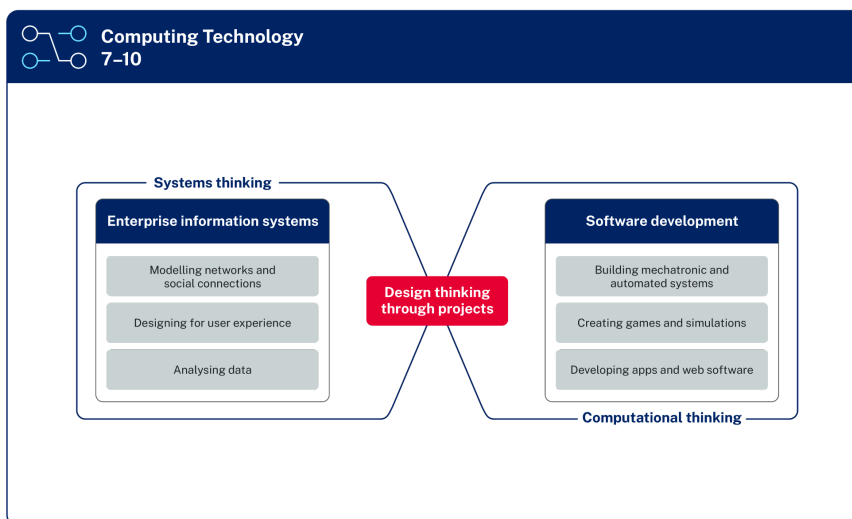 Computing Technology
7–10
Systems thinking
Enterprise information systems
Modelling networks and
social connections
Designing for user experience
Analysing data
Design thinking
through projects
Software development
Building mechatronic and
automated systems
Creating games and simulations
Developing apps and web software
Computational thinking